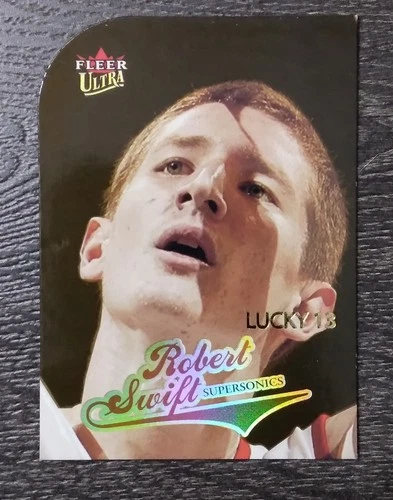 FLEER
ULTRA
LUCKY 13
Robert
Swift
SUPERSONICS